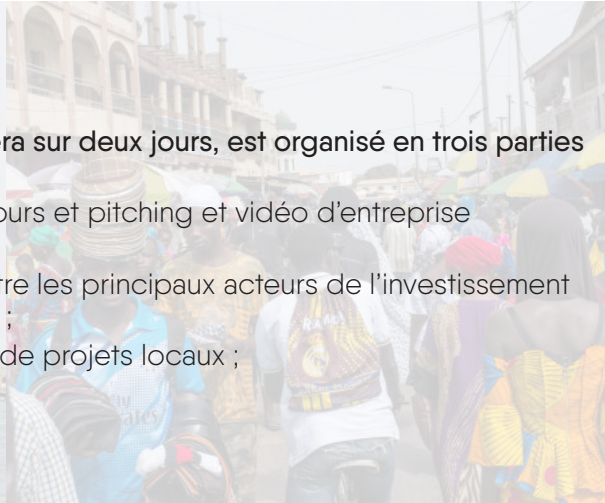 ra sur deux jours, est organisé en trois parties
ours et pitching et vidéo d’entreprise
tre les principaux acteurs de l’investissement
;
de projets locaux ;